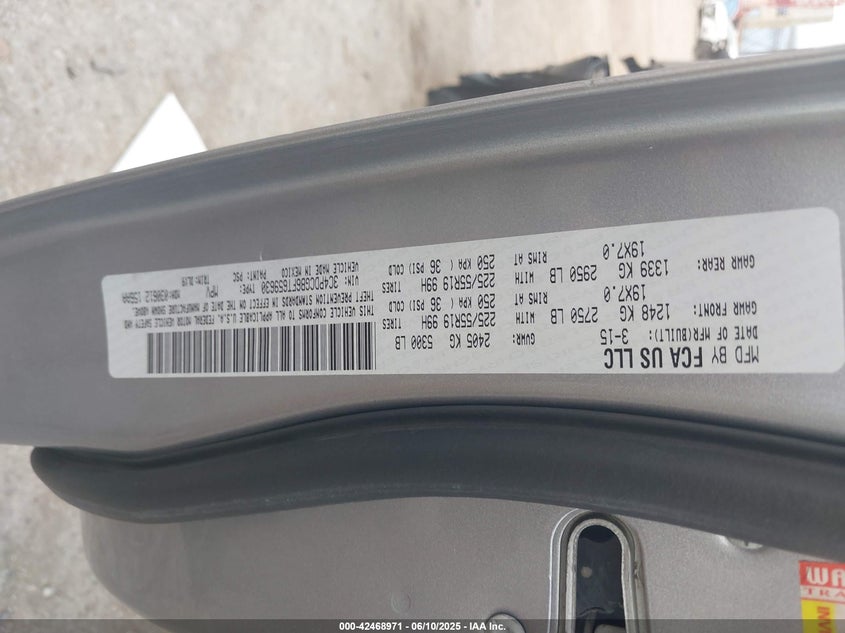 MFD BY FCA US LLC
DATE OF MFR(BUILT): 3-15 GVWR: 2405 KG 5300 LB
GAWR FRONT: 1248 KG 2750 LB WITH 225/55R19 99H TIRES
19X7.0 RIMS AT 250 KPA ( 36 PSI) COLD
GAWR REAR: 1339 KG 2950 LB WITH 225/55R19 99H TIRES
19X7.0 RIMS AT 250 KPA ( 36 PSI) COLD
THIS VEHICLE CONFORMS TO ALL APPLICABLE U.S.A. FEDERAL MOTOR VEHICLE SAFETY AND
THEFT PREVENTION STANDARDS IN EFFECT ON THE DATE OF MANUFACTURE SHOWN ABOVE.
VIN: 3C4PDCBB6FT659630 TYPE: MPV MDH:
VEHICLE MADE IN MEXICO PAINT: PSC TRIM:
WA
TRA
INV
000-42468971 - 06/10/2025 - IAA Inc.